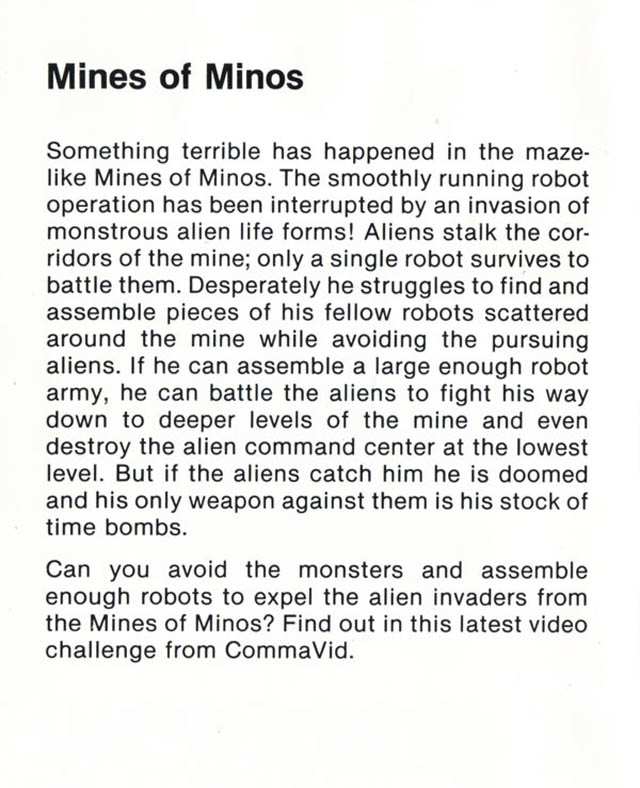 Mines of Minos
Something terrible has happened in the maze-
like Mines of Minos. The smoothly running robot
operation has been interrupted by an invasion of
monstrous alien life forms! Aliens stalk the cor-
ridors of the mine; only a single robot survives to
battle them. Desperately he struggles to find and
assemble pieces of his fellow robots scattered
around the mine while avoiding the pursuing
aliens. If he can assemble a large enough robot
army, he can battle the aliens to fight his way
down to deeper levels of the mine and even
destroy the alien command center at the lowest
level. But if the aliens catch him he is doomed
and his only weapon against them is his stock of
time bombs.
Can you avoid the monsters and assemble
enough robots to expel the alien invaders from
the Mines of Minos? Find out in this latest video
challenge from CommaVid.